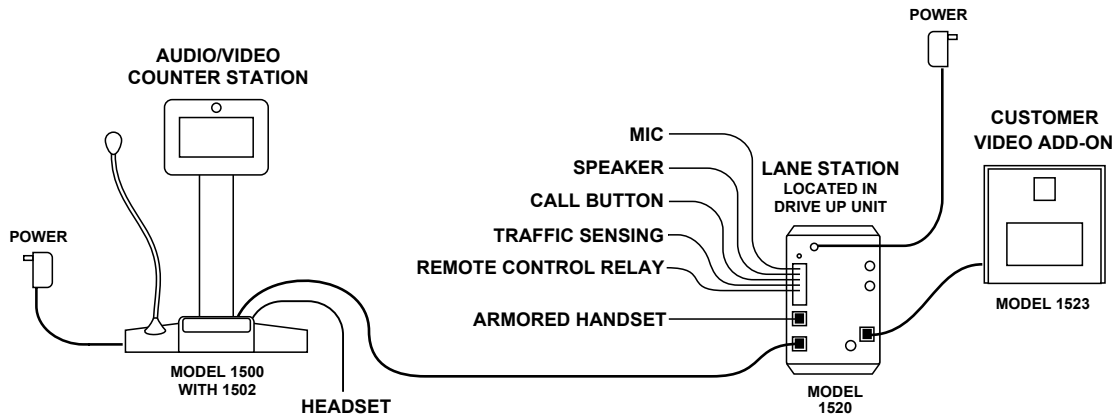 POWER
AUDIO/VIDEO
COUNTER STATION
POWER
MODEL 1500
WITH 1502
HEADSET
MIC
SPEAKER
CALL BUTTON
TRAFFIC SENSING
REMOTE CONTROL RELAY
ARMORED HANDSET
LANE STATION
LOCATED IN
DRIVE UP UNIT
MODEL
1520
CUSTOMER
VIDEO ADD-ON
MODEL 1523